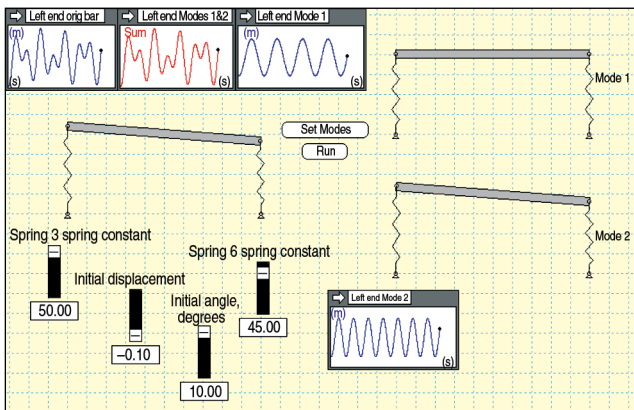 Left end orig bar
Left end Modes 1&2
Left end Mode 1
(m)
Sum
(m)
(s)
(s)
(s)
Mode 1
Set Modes
Run
Mode 2
Spring 3 spring constant
Spring 6 spring constant
Initial displacement
Initial angle,
degrees
50.00
-0.10
10.00
45.00
Left end Mode 2
(m)
(s)